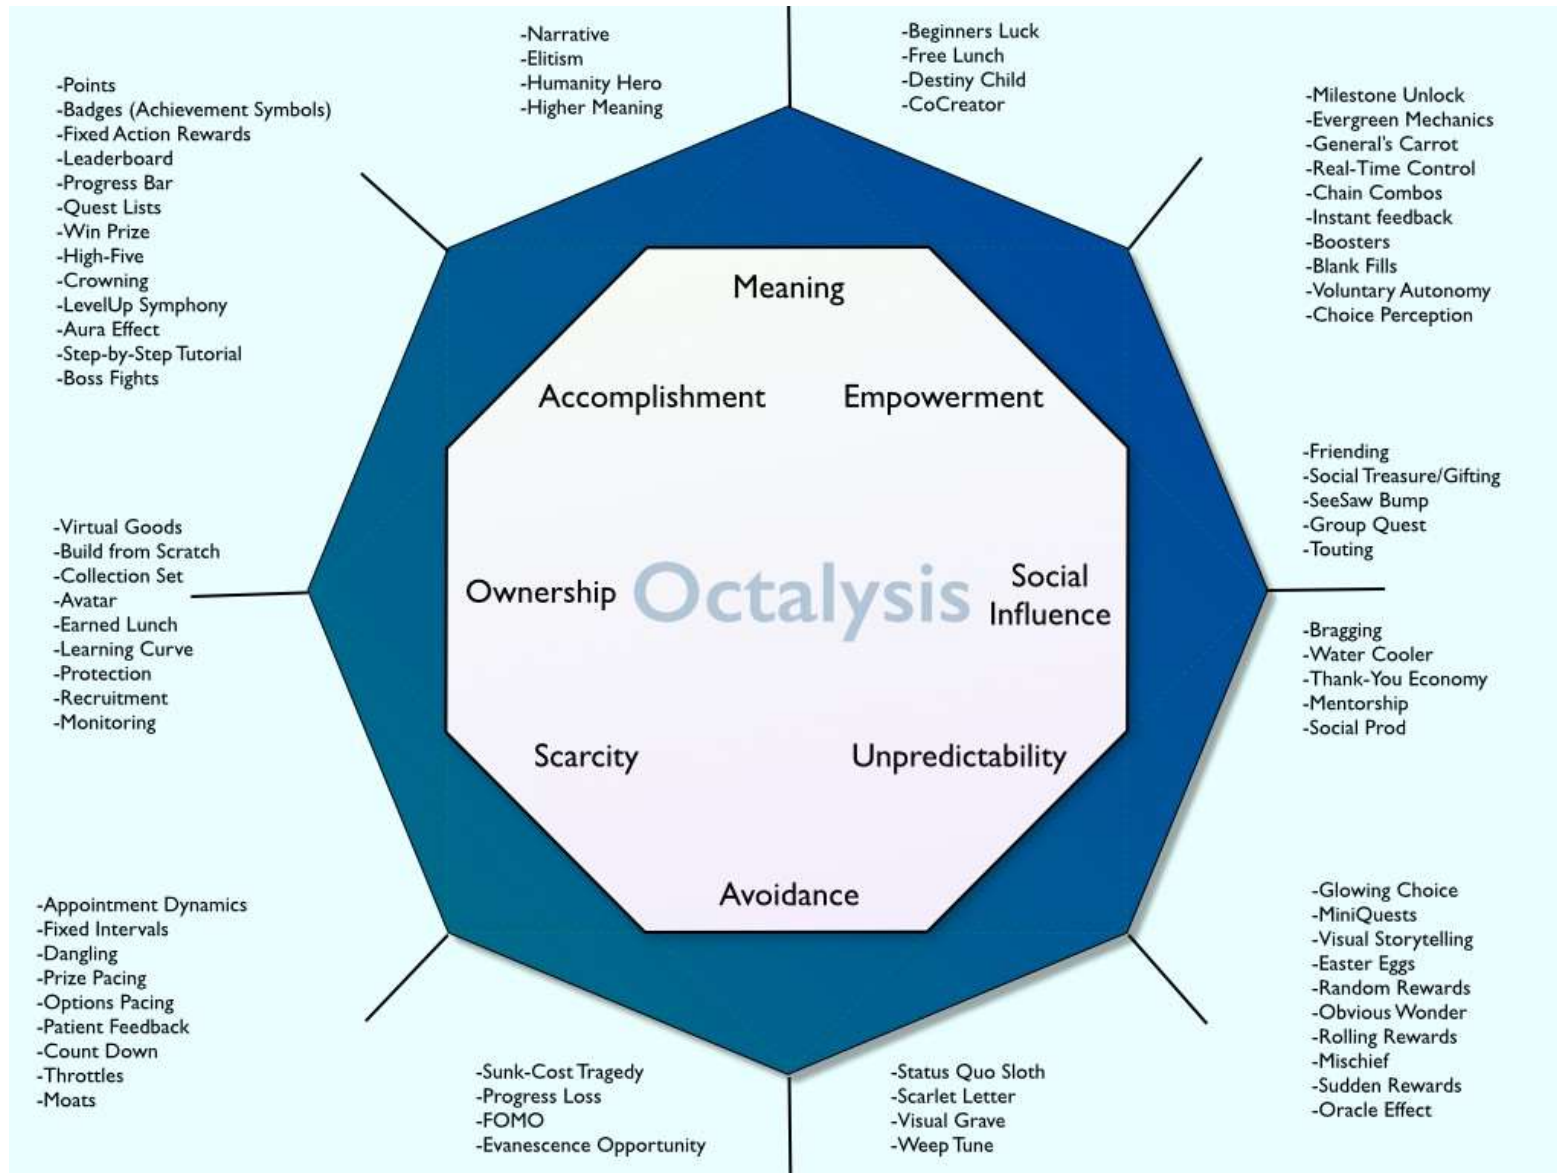 -Narrative
-Elitism
-Humanity Hero
-Higher Meaning
-Beginners Luck
-Free Lunch
-Destiny Child
-CoCreator
-Points
-Badges (Achievement Symbols)
-Fixed Action Rewards
-Leaderboard
-Progress Bar
-Quest Lists
-Win Prize
-High-Five
-Crowning
-LevelUp Symphony
-Aura Effect
-Step-by-Step Tutorial
-Boss Fights
-Milestone Unlock
-Evergreen Mechanics
-General's Carrot
-Real-Time Control
-Chain Combos
-Instant feedback
-Boosters
-Blank Fills
-Voluntary Autonomy
-Choice Perception
Meaning
Accomplishment
Empowerment
Ownership
Octalysis
Social
Influence
Scarcity
Unpredictability
Avoidance
-Virtual Goods
-Build from Scratch
-Collection Set
-Avatar
-Earned Lunch
-Learning Curve
-Protection
-Recruitment
-Monitoring
-Friending
-Social Treasure/Gifting
-SeeSaw Bump
-Group Quest
-Touting
-Bragging
-Water Cooler
-Thank-You Economy
-Mentorship
-Social Prod
-Appointment Dynamics
-Fixed Intervals
-Dangling
-Prize Pacing
-Options Pacing
-Patient Feedback
-Count Down
-Throttles
-Moats
-Sunk-Cost Tragedy
-Progress Loss
-FOMO
-Evanescence Opportunity
-Status Quo Sloth
-Scarlet Letter
-Visual Grave
-Weep Tune
-Glowing Choice
-MiniQuests
-Visual Storytelling
-Easter Eggs
-Random Rewards
-Obvious Wonder
-Rolling Rewards
-Mischief
-Sudden Rewards
-Oracle Effect